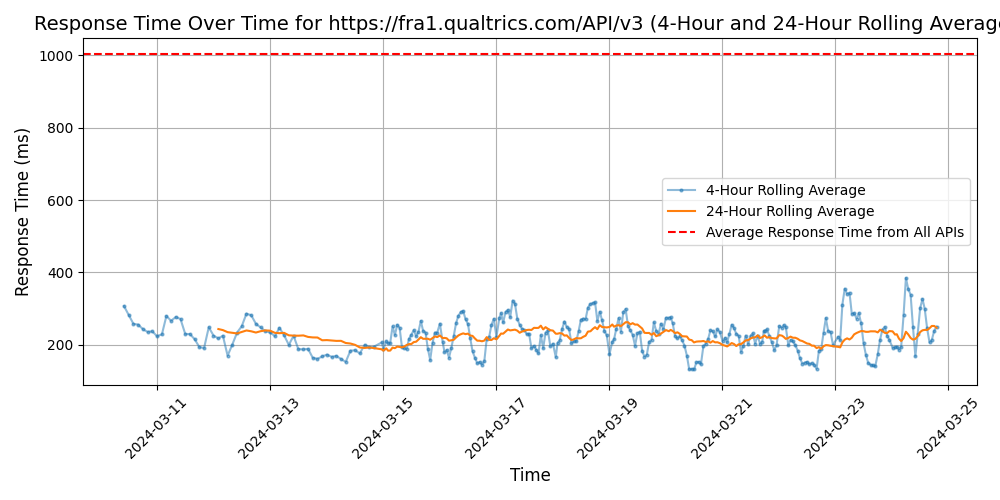 Response Time Over Time for https://fra1.qualtrics.com/API/v3 (4-Hour and 24-Hour Rolling Average
Response Time (ms)
1000
800
600
400
200
4-Hour Rolling Average
24-Hour Rolling Average
Average Response Time from All APIs
2024-03-11
2024-03-13
2024-03-15
2024-03-17
2024-03-19
2024-03-21
2024-03-23
2024-03-25
Time